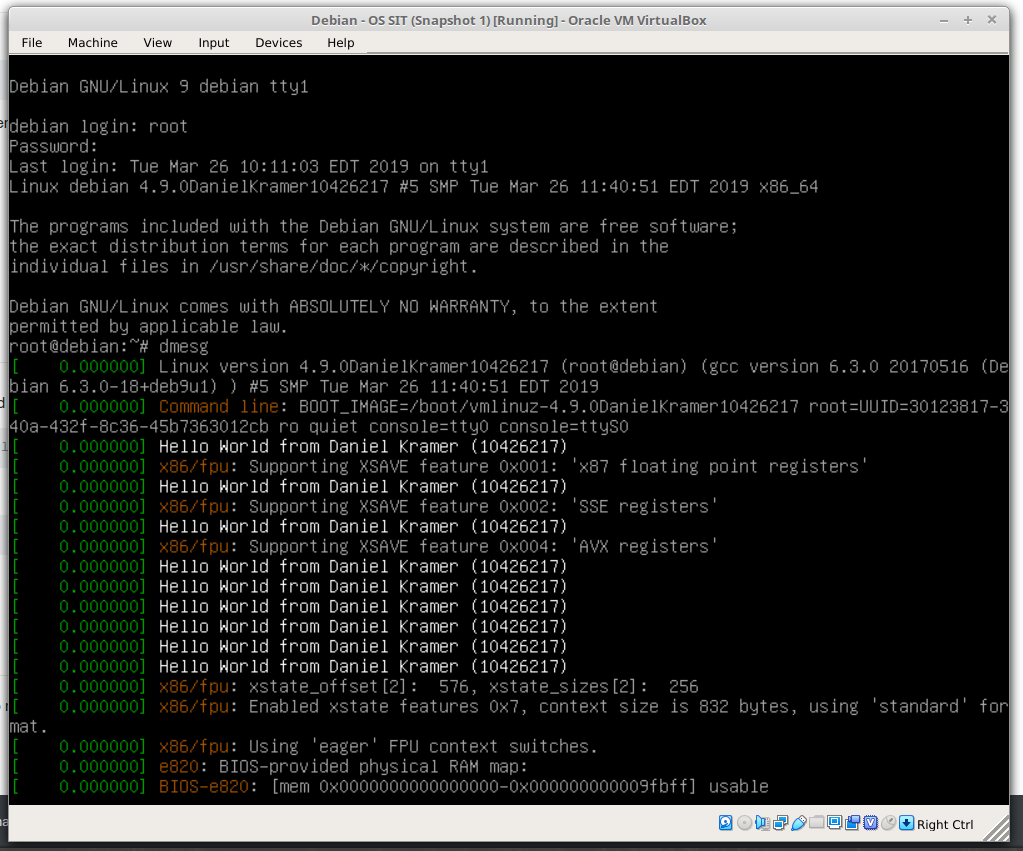 Debian - OS SIT (Snapshot 1) [Running] - Oracle VM VirtualBox
File Machine View Input Devices Help
Debian GNU/Linux 9 debian tty1
debian login: root
Password:
Last login: Tue Mar 26 10:11:03 EDT 2019 on tty1
Linux debian 4.9.0DanielKramer10426217 #5 SMP Tue Mar 26 11:40:51 EDT 2019 x86_64
The programs included with the Debian GNU/Linux system are free software;
the exact distribution terms for each program are described in the
individual files in /usr/share/doc/*/copyright.
Debian GNU/Linux comes with ABSOLUTELY NO WARRANTY, to the extent
permitted by applicable law.
root@debian:~# dmesg
[    0.000000] Linux version 4.9.0DanielKramer10426217 (root@debian) (gcc version 6.3.0 20170516 (De
bian 6.3.0-18+deb9u1) ) #5 SMP Tue Mar 26 11:40:51 EDT 2019
[    0.000000] Command line: BOOT_IMAGE=/boot/vmlinuz-4.9.0DanielKramer10426217 root=UUID=30123817-3
40a-432f-8c36-45b7363012cb ro quiet console=tty0 console=ttyS0
[    0.000000] Hello World from Daniel Kramer (10426217)
[    0.000000] x86/fpu: Supporting XSAVE feature 0x001: 'x87 floating point registers'
[    0.000000] Hello World from Daniel Kramer (10426217)
[    0.000000] x86/fpu: Supporting XSAVE feature 0x002: 'SSE registers'
[    0.000000] Hello World from Daniel Kramer (10426217)
[    0.000000] x86/fpu: Supporting XSAVE feature 0x004: 'AVX registers'
[    0.000000] Hello World from Daniel Kramer (10426217)
[    0.000000] Hello World from Daniel Kramer (10426217)
[    0.000000] Hello World from Daniel Kramer (10426217)
[    0.000000] Hello World from Daniel Kramer (10426217)
[    0.000000] Hello World from Daniel Kramer (10426217)
[    0.000000] Hello World from Daniel Kramer (10426217)
[    0.000000] x86/fpu: xstate_offset[2]:  576, xstate_sizes[2]:  256
[    0.000000] x86/fpu: Enabled xstate features 0x7, context size is 832 bytes, using 'standard' for
mat.
[    0.000000] x86/fpu: Using 'eager' FPU context switches.
[    0.000000] e820: BIOS-provided physical RAM map:
[    0.000000] BIOS-e820: [mem 0x0000000000000000-0x000000000009fbff] usable
Right Ctrl